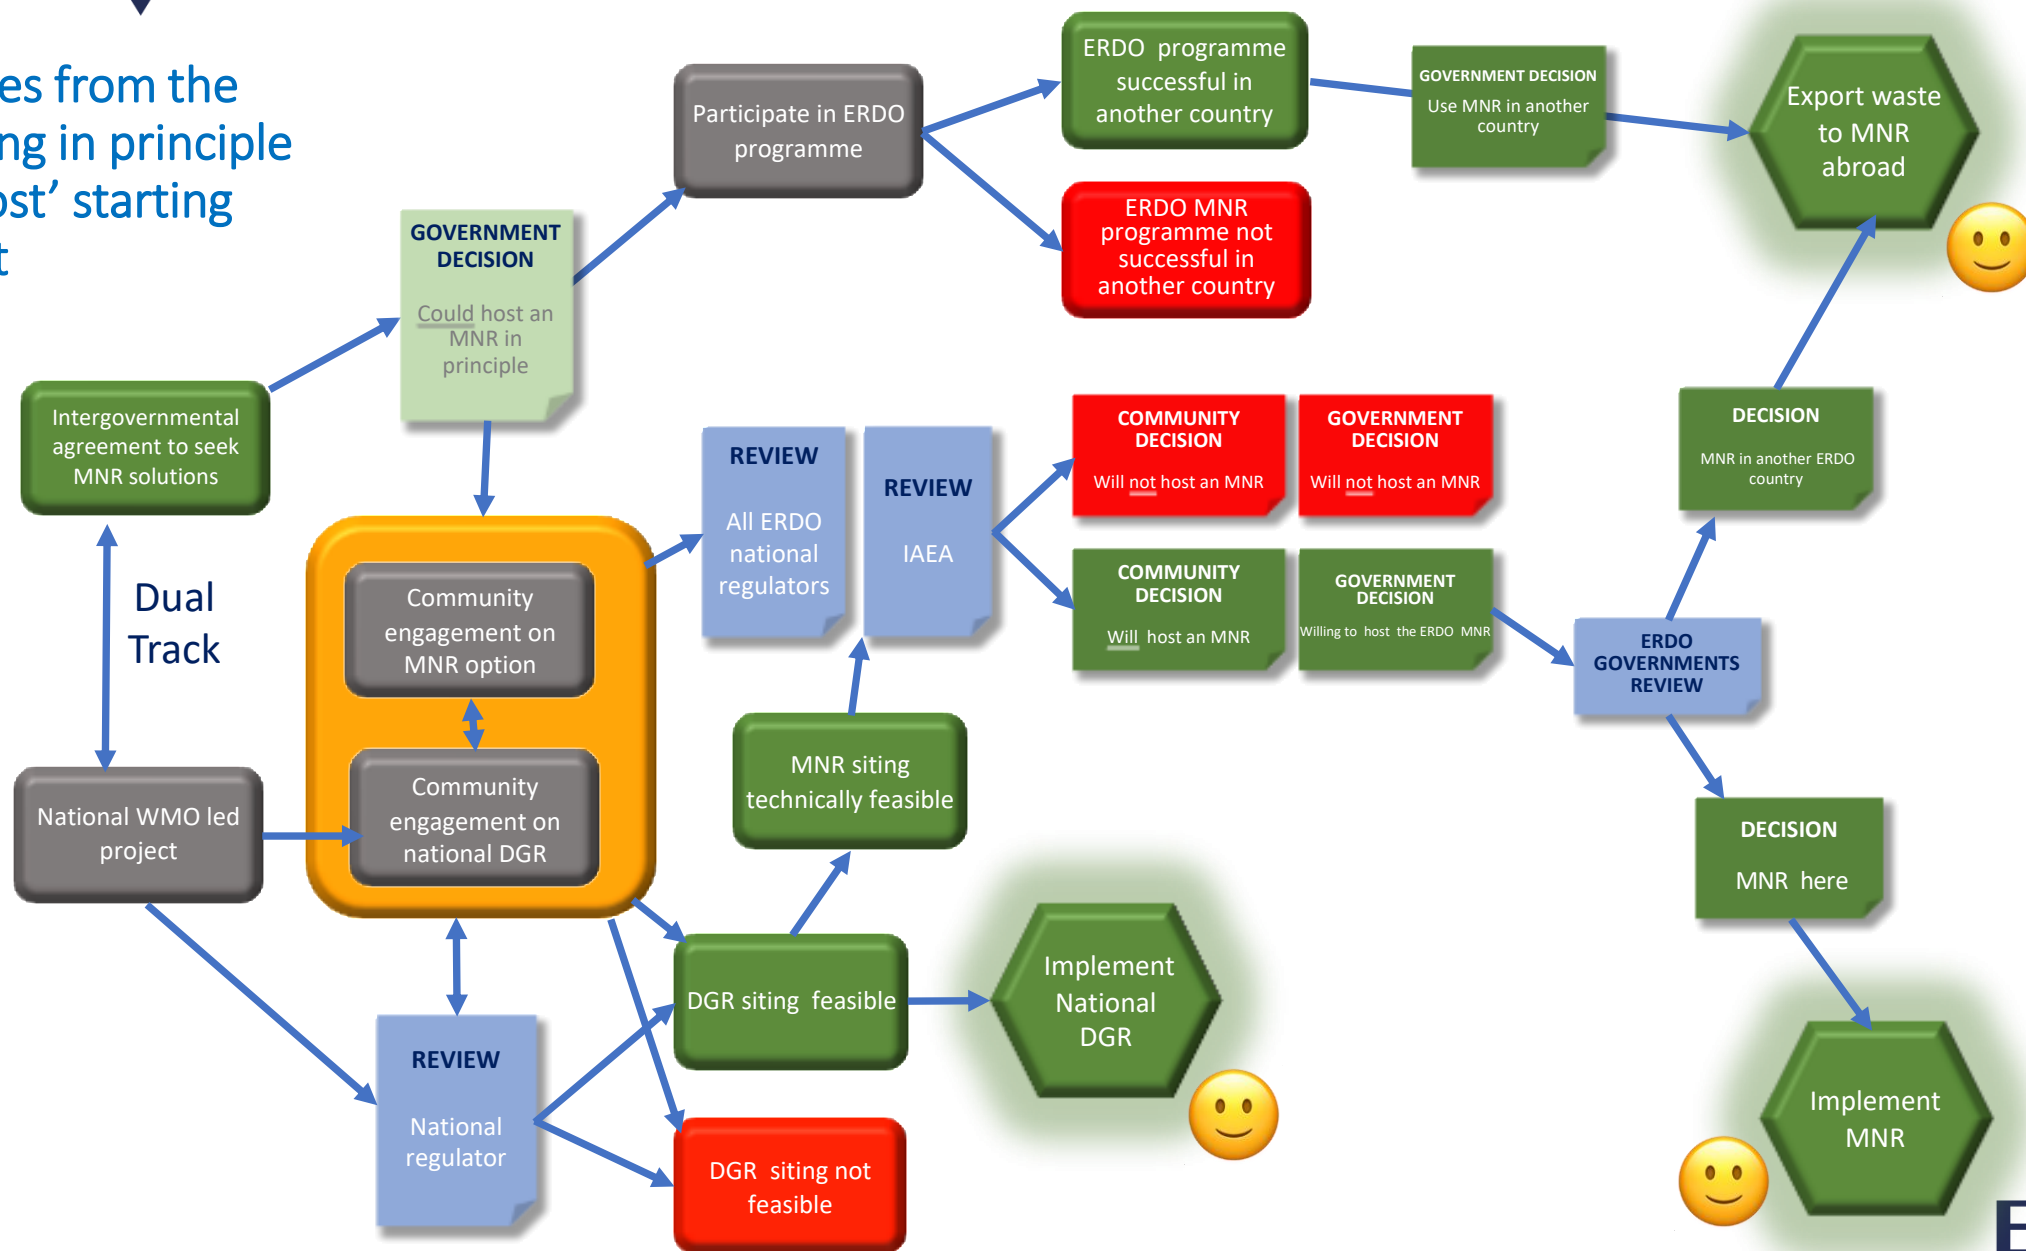 es from the
ng in principle
ost’ starting
t
Participate in ERDO
programme
ERDO programme
successful in
another country
GOVERNMENT DECISION
Use MNR in another
country
Export waste
to MNR
abroad
ERDO MNR
programme not
successful in
another country
GOVERNMENT
DECISION
Could host an
MNR in
principle
Intergovernmental
agreement to seek
MNR solutions
REVIEW
All ERDO
national
regulators
REVIEW
IAEA
COMMUNITY
DECISION
Will not host an MNR
GOVERNMENT
DECISION
Will not host an MNR
COMMUNITY
DECISION
Will host an MNR
GOVERNMENT
DECISION
Willing to host the ERDO MNR
DECISION
MNR in another ERDO
country
ERDO
GOVERNMENTS
REVIEW
Dual
Track
Community
engagement on
MNR option
Community
engagement on
national DGR
National WMO led
project
MNR siting
technically feasible
DECISION
MNR here
DGR siting feasible
Implement
National
DGR
REVIEW
National
regulator
DGR siting not
feasible
Implement
MNR
E